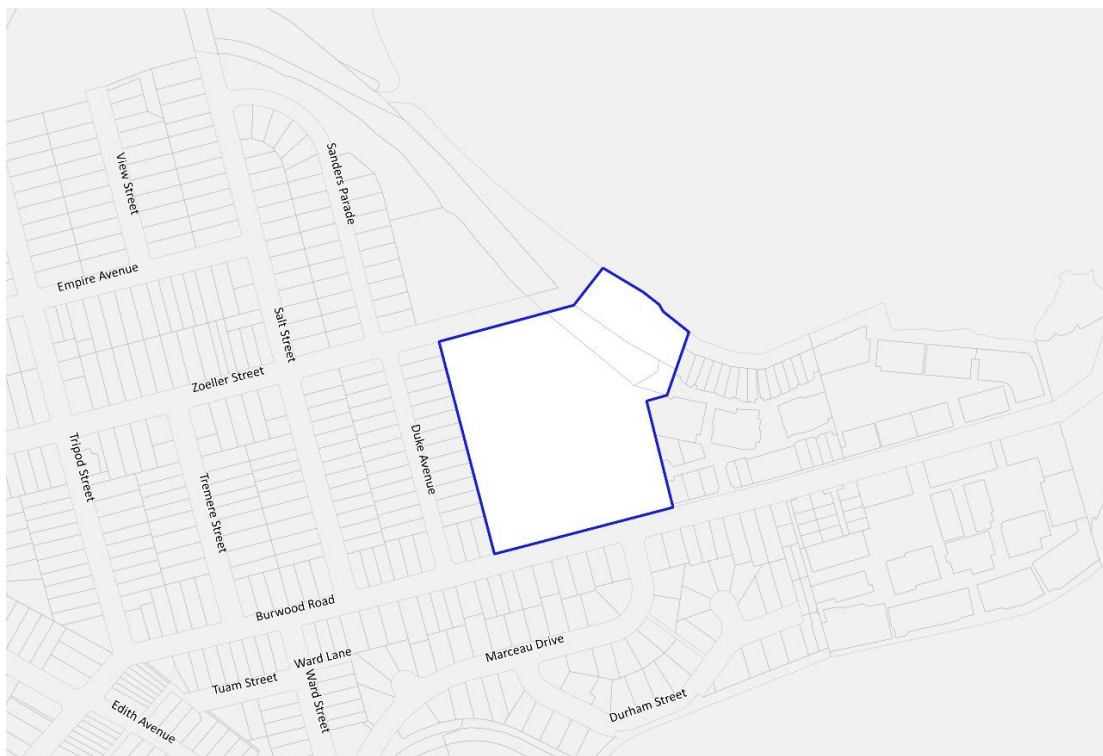 View Street
Sanders Parade
Empire Avenue
Salt Street
Zoeller Street
Duke Avenue
Tripod Street
Tremere Street
Burwood Road
Ward Lane
Marceau Drive
Tuam Street
Ward Street
Durham Street
Edith Avenue